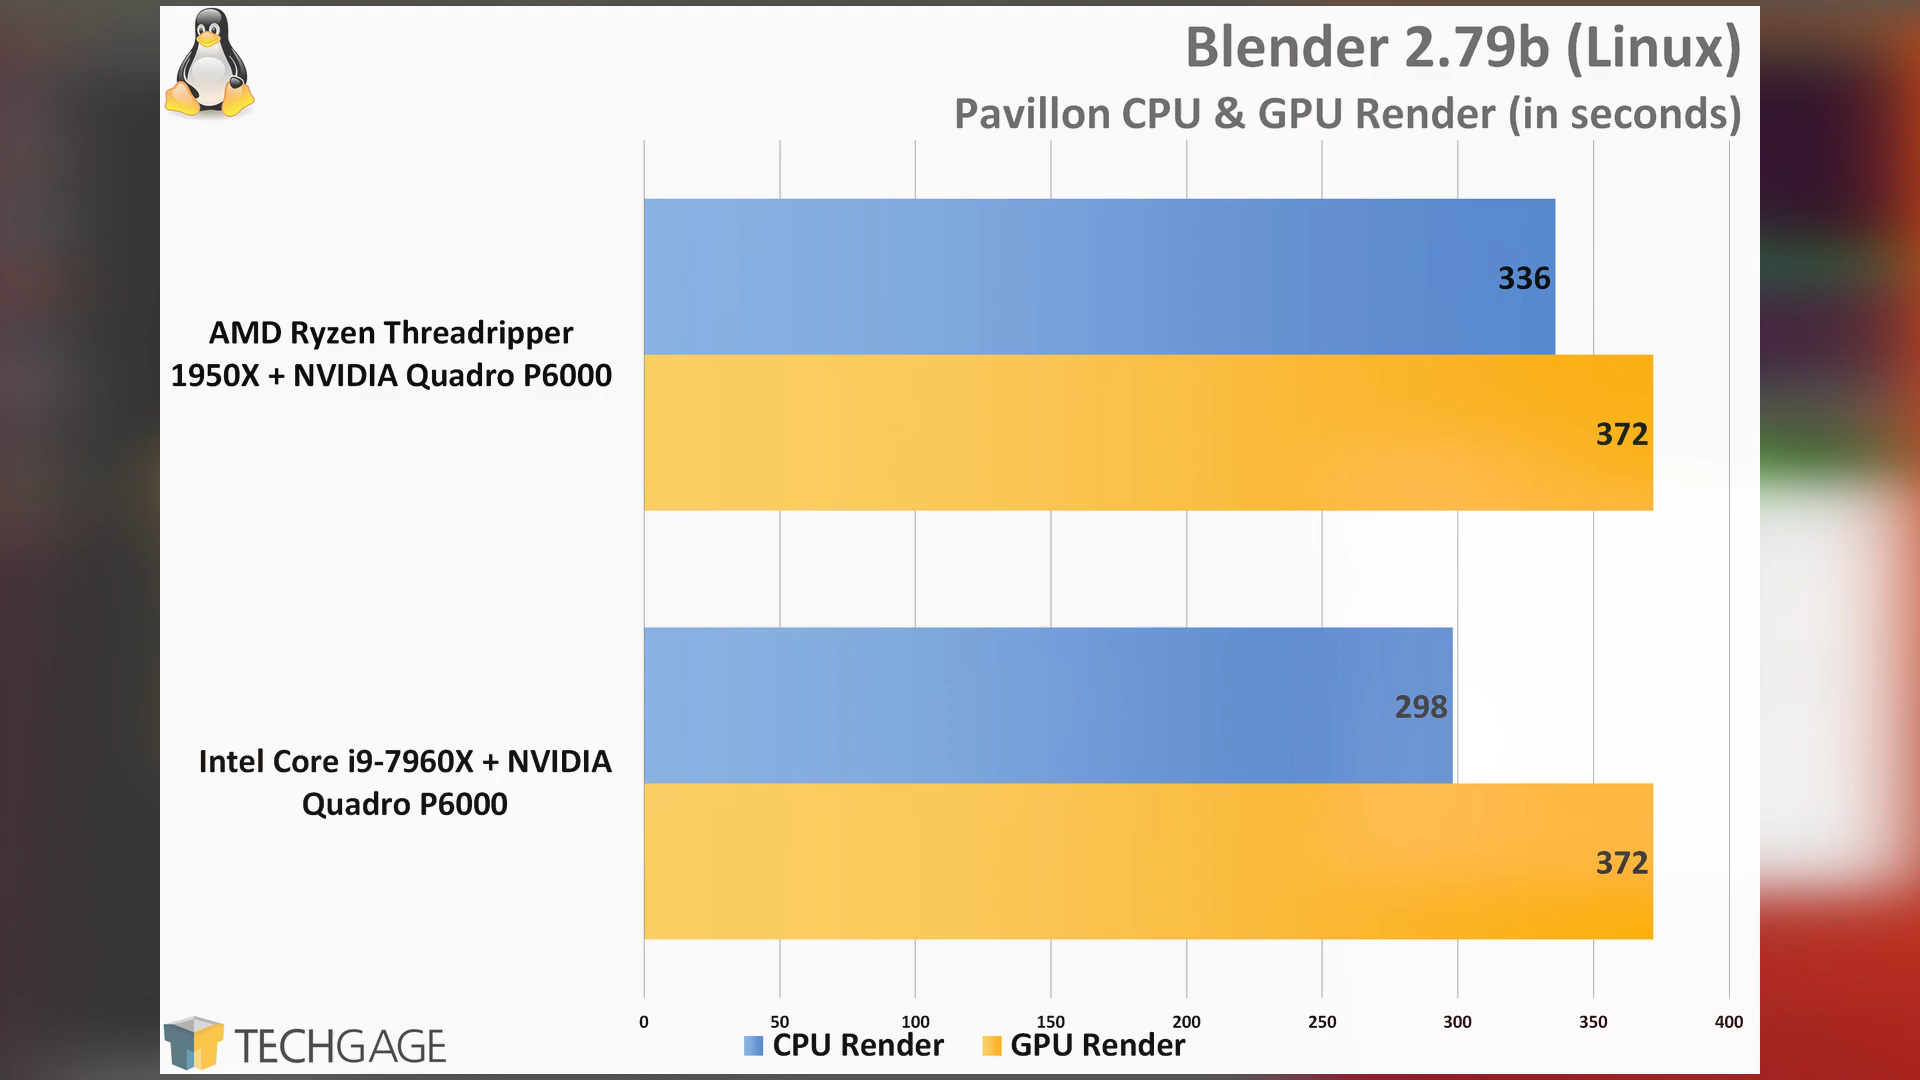 Blender 2.79b (Linux)
Pavillon CPU & GPU Render (in seconds)
AMD Ryzen Threadripper
1950X + NVIDIA Quadro P6000
336
372
Intel Core i9-7960X + NVIDIA
Quadro P6000
298
372
0 50 100 150 200 250 300 350 400
CPU Render GPU Render
TECHGAGE